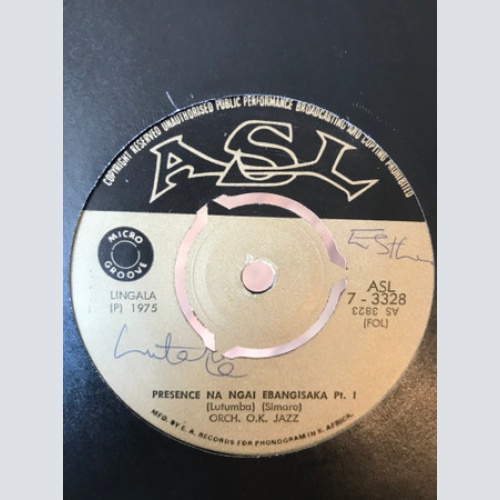 COPYRIGHT RESERVED UNAUTHORISED PUBLIC PERFORMANCE BROADCASTING AND COPYING PROHIBITED
ASL
MICRO
GROOVE
Esther
LINGALA
(P) 1975
ASL
7 - 3328
AS 3823
(FOL)
PRESENCE NA NGAI EBANGISAKA Pt. I
(Lutumba) (Simaro)
ORCH. O.K. JAZZ
MFD. BY E. A. RECORDS FOR PHONOGRAM IN K. AFRICA.